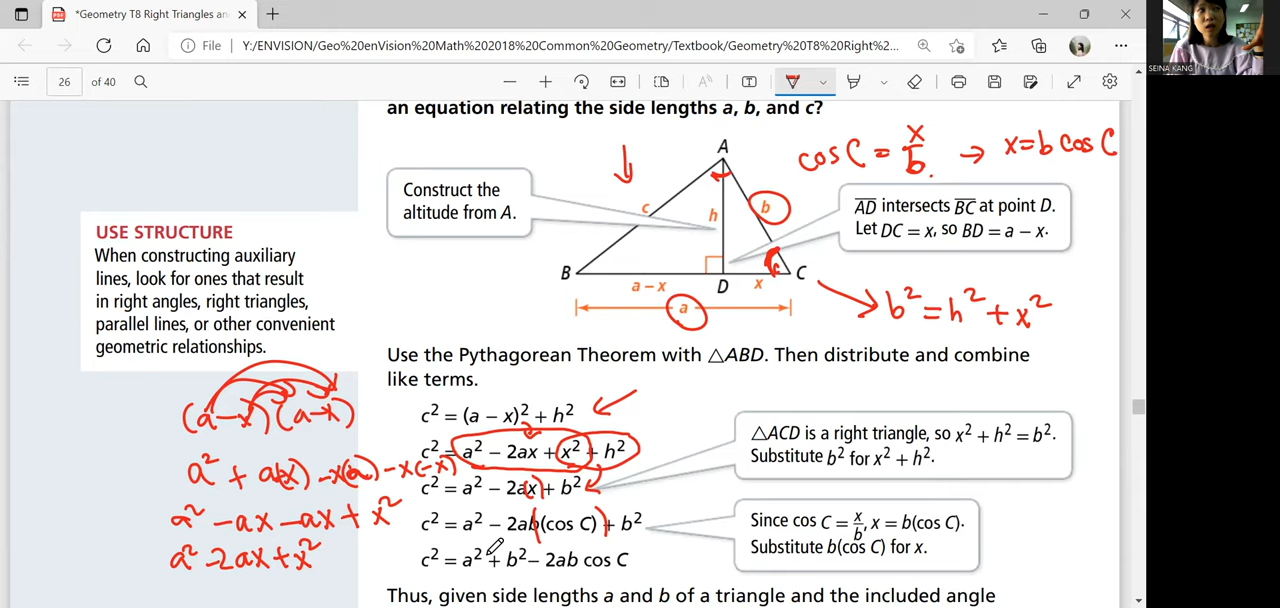 *Geometry T8 Right Triangles an
File
Y:/ENVISION/Geo%20enVision%20Math%202018%20Common%20Geometry/Textbook/Geometry%20T8%20Right%...
SEINA KANG
26 of 40
an equation relating the side lengths a, b, and c?
cos C = x/b → x = b cos C
A
Construct the
altitude from A.
c
h
b
AD intersects BC at point D.
Let DC = x, so BD = a − x.
USE STRUCTURE
When constructing auxiliary
lines, look for ones that result
in right angles, right triangles,
parallel lines, or other convenient
geometric relationships.
B
a − x
D
x
C
a
b² = h² + x²
Use the Pythagorean Theorem with △ABD. Then distribute and combine
like terms.
(a−x)(a−x)
a² + a(-x) −x(a) −x(−x)
a² −ax −ax + x²
a² −2ax + x²
c² = (a − x)² + h²
c² = a² − 2ax + x² + h²
c² = a² − 2ax + b²
c² = a² − 2ab(cos C) + b²
c² = a² + b² − 2ab cos C
△ACD is a right triangle, so x² + h² = b².
Substitute b² for x² + h².
Since cos C = x/b, x = b(cos C).
Substitute b(cos C) for x.
Thus, given side lengths a and b of a triangle and the included angle